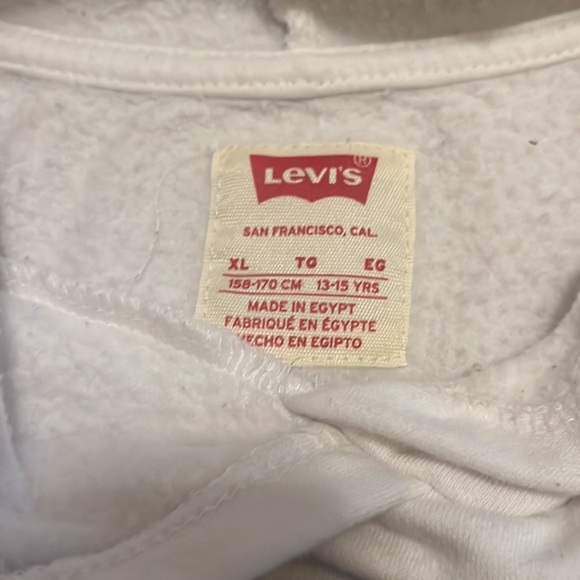 Levi's ®
SAN FRANCISCO, CAL.
XL TG EG
158-170 CM 13-15 YRS
MADE IN EGYPT
FABRIQUÉ EN ÉGYPTE
HECHO EN EGIPTO